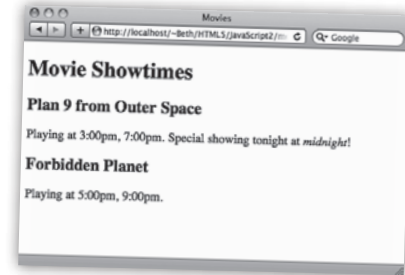 Movies
http://localhost/~Beth/HTML5/JavaScript2/m
Google
Movie Showtimes
Plan 9 from Outer Space
Playing at 3:00pm, 7:00pm. Special showing tonight at midnight!
Forbidden Planet
Playing at 5:00pm, 9:00pm.